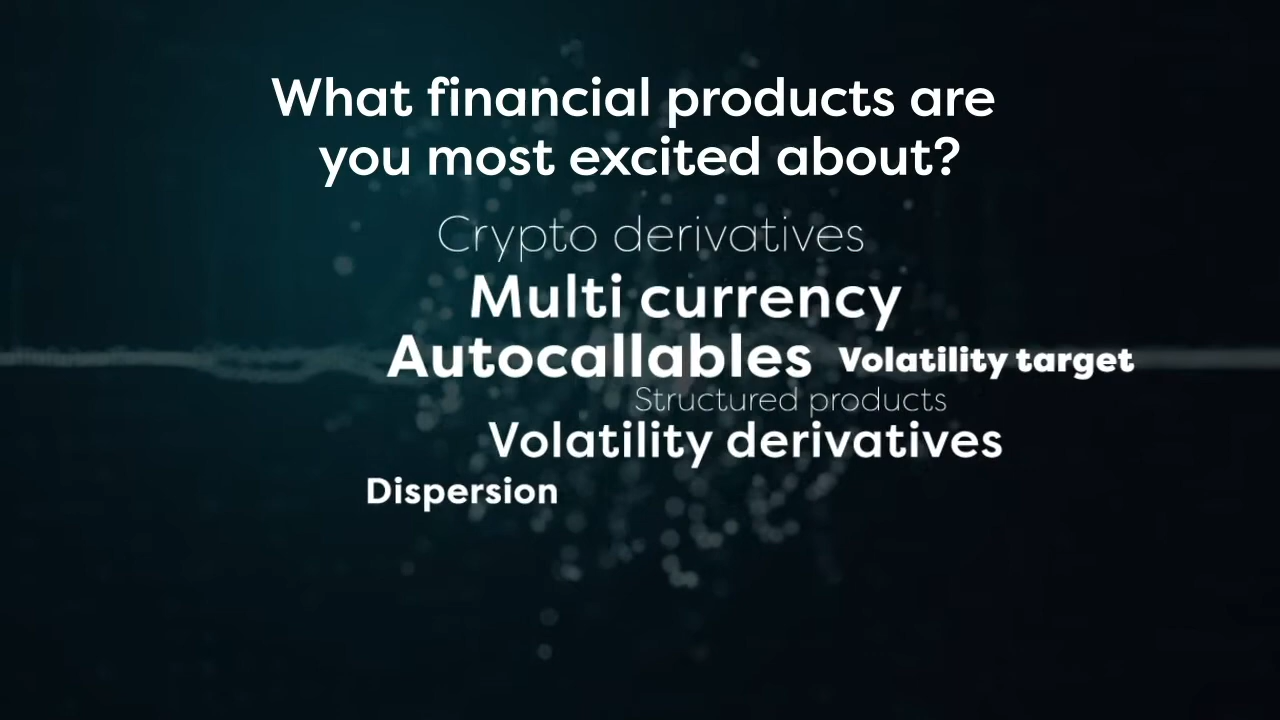 What financial products are
you most excited about?
Crypto derivatives
Multi currency
Autocallables Volatility target
Structured products
Volatility derivatives
Dispersion